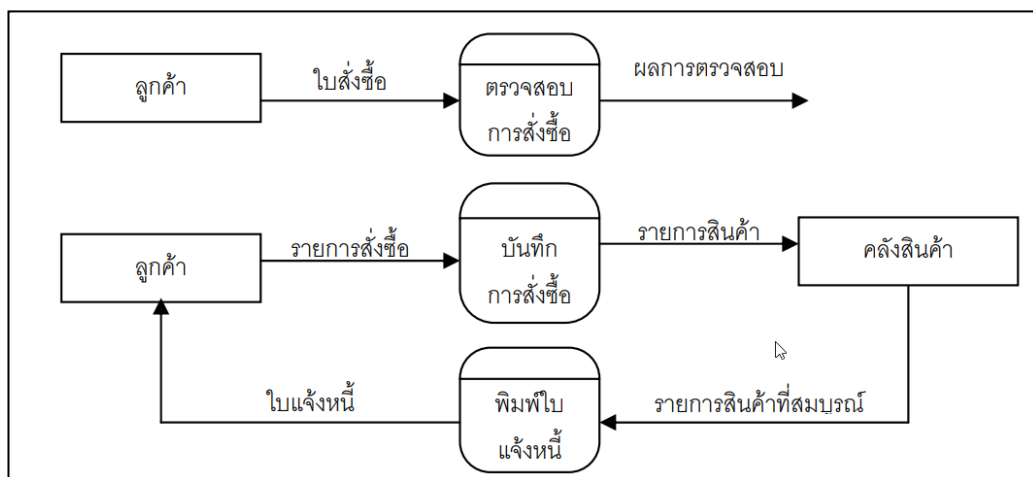 ลูกค้า
ใบสั่งซื้อ
ตรวจสอบ
การสั่งซื้อ
ผลการตรวจสอบ
ลูกค้า
รายการสั่งซื้อ
บันทึก
การสั่งซื้อ
รายการสินค้า
คลังสินค้า
ใบแจ้งหนี้
พิมพ์ใบ
แจ้งหนี้
รายการสินค้าที่สมบูรณ์